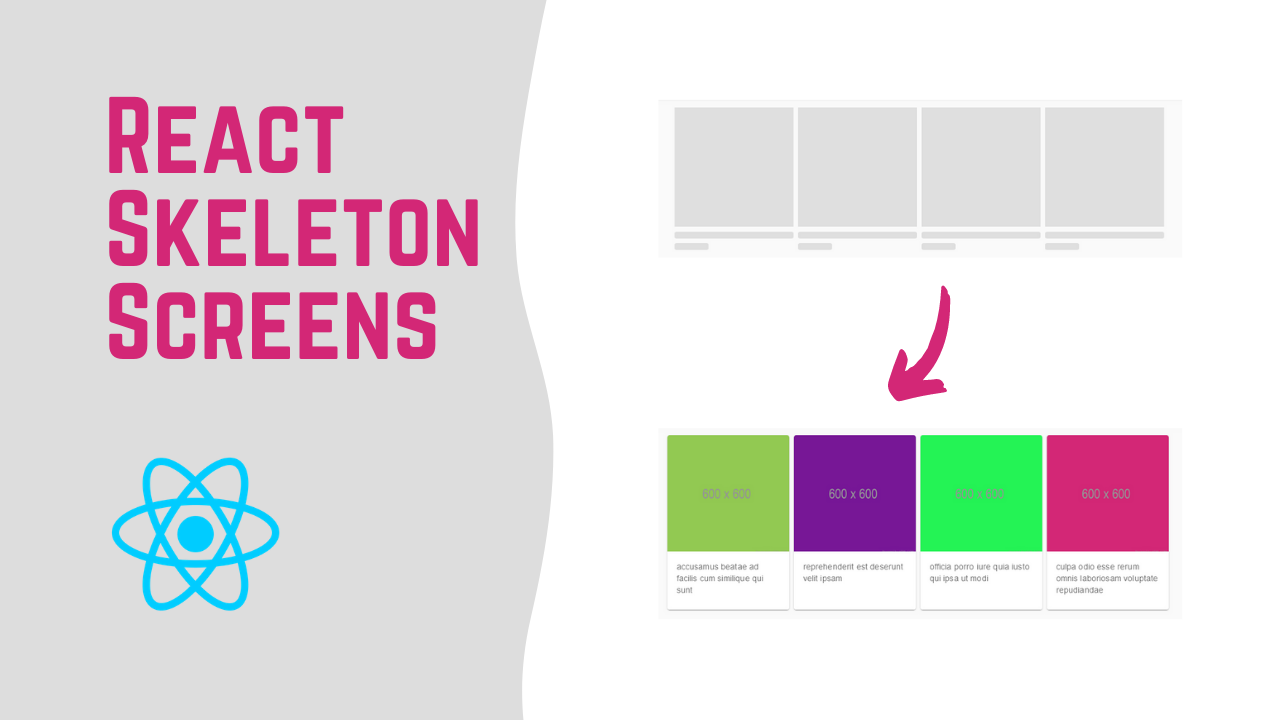 React
Skeleton
Screens
600 x 600
600 x 600
600 x 600
600 x 600
accusamus beatae ad
facilis cum similique qui
sunt
reprehenderit est deserunt
velit ipsam
officia porro iure quia iusto
qui ipsa ut modi
culpa odio esse rerum
omnis laboriosam voluptate
repudiandae